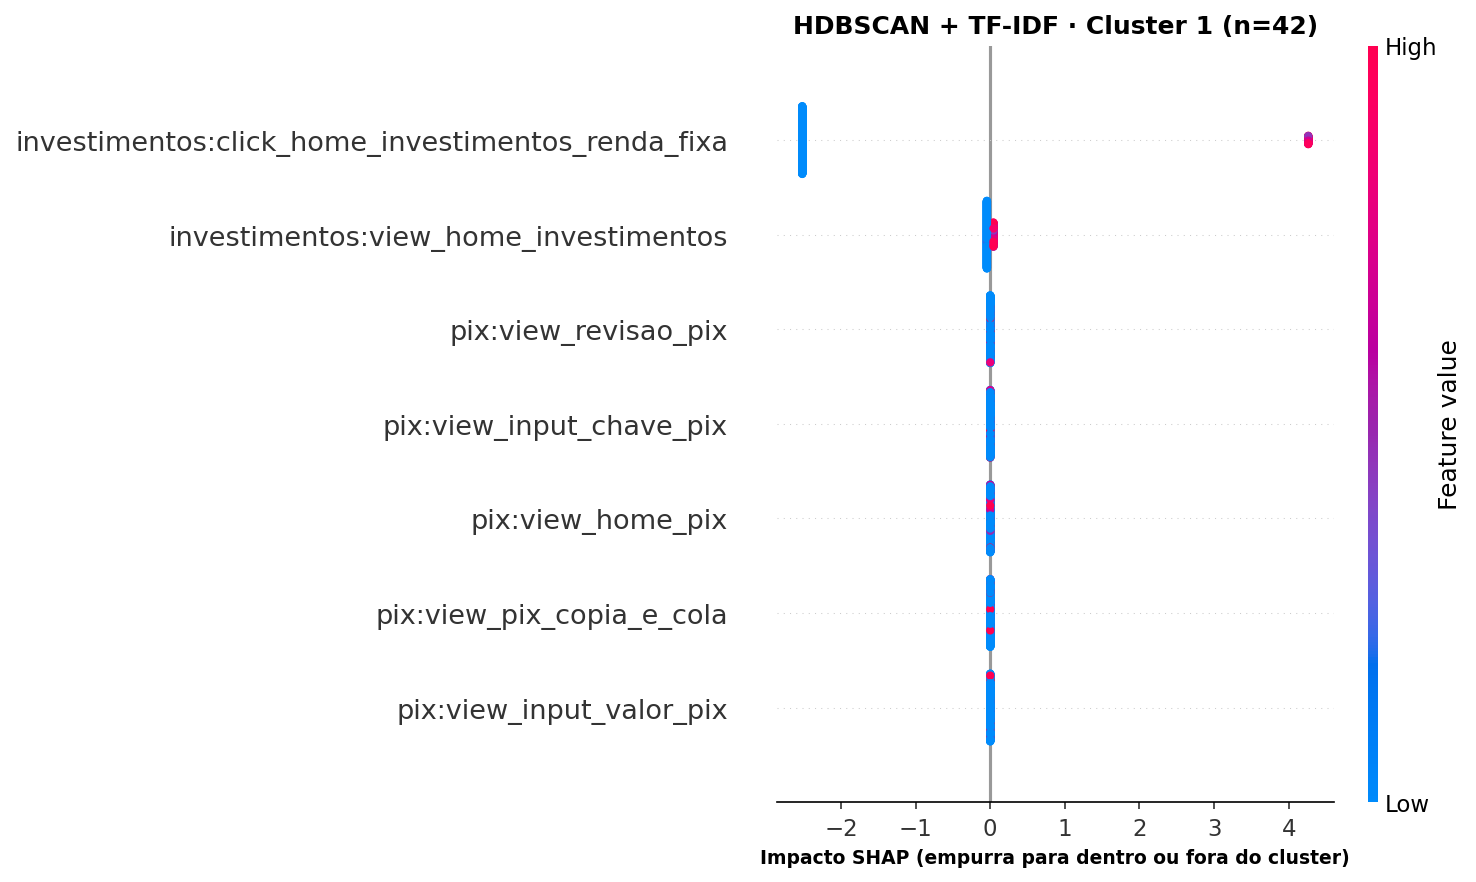 HDBSCAN + TF-IDF · Cluster 1 (n=42)
High
investimentos:click_home_investimentos_renda_fixa
investimentos:view_home_investimentos
pix:view_revisao_pix
pix:view_input_chave_pix
pix:view_home_pix
pix:view_pix_copia_e_cola
pix:view_input_valor_pix
Feature value
Low
−2 −1 0 1 2 3 4
Impacto SHAP (empurra para dentro ou fora do cluster)